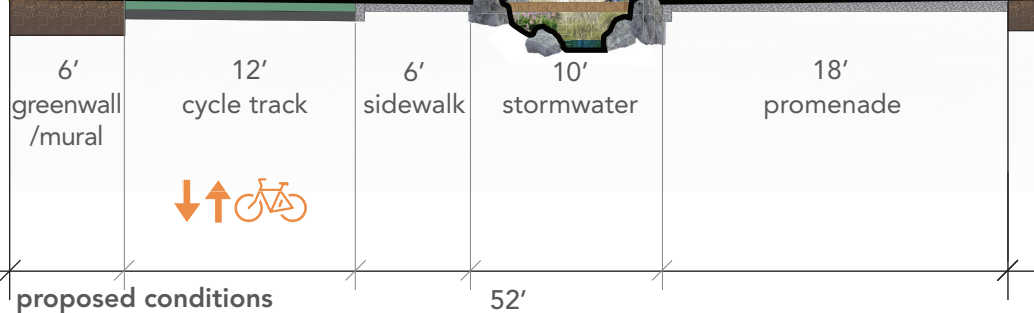 6’
greenwall
/mural
12’
cycle track
6’
sidewalk
10’
stormwater
18’
promenade
proposed conditions
52’